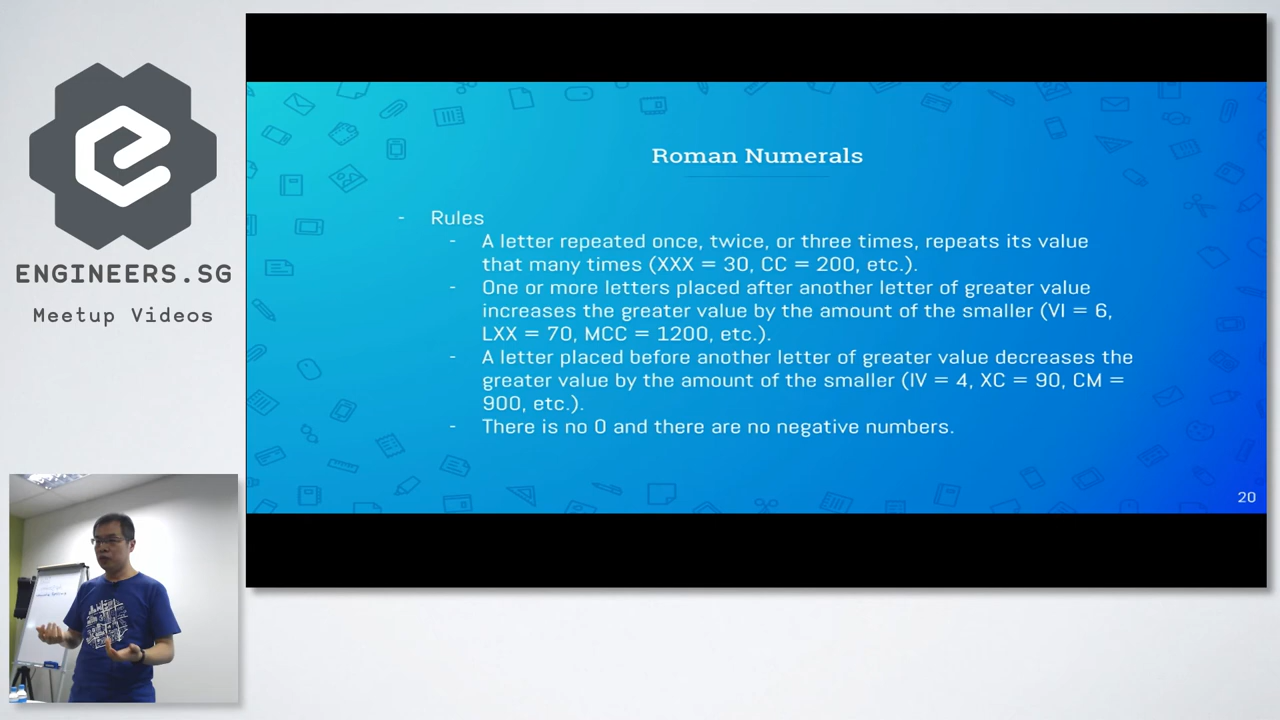 ENGINEERS.SG
Meetup Videos
Roman Numerals
- Rules
- A letter repeated once, twice, or three times, repeats its value
that many times (XXX = 30, CC = 200, etc.).
- One or more letters placed after another letter of greater value
increases the greater value by the amount of the smaller (VI = 6,
LXX = 70, MCC = 1200, etc.).
- A letter placed before another letter of greater value decreases the
greater value by the amount of the smaller (IV = 4, XC = 90, CM =
900, etc.).
- There is no 0 and there are no negative numbers.
20